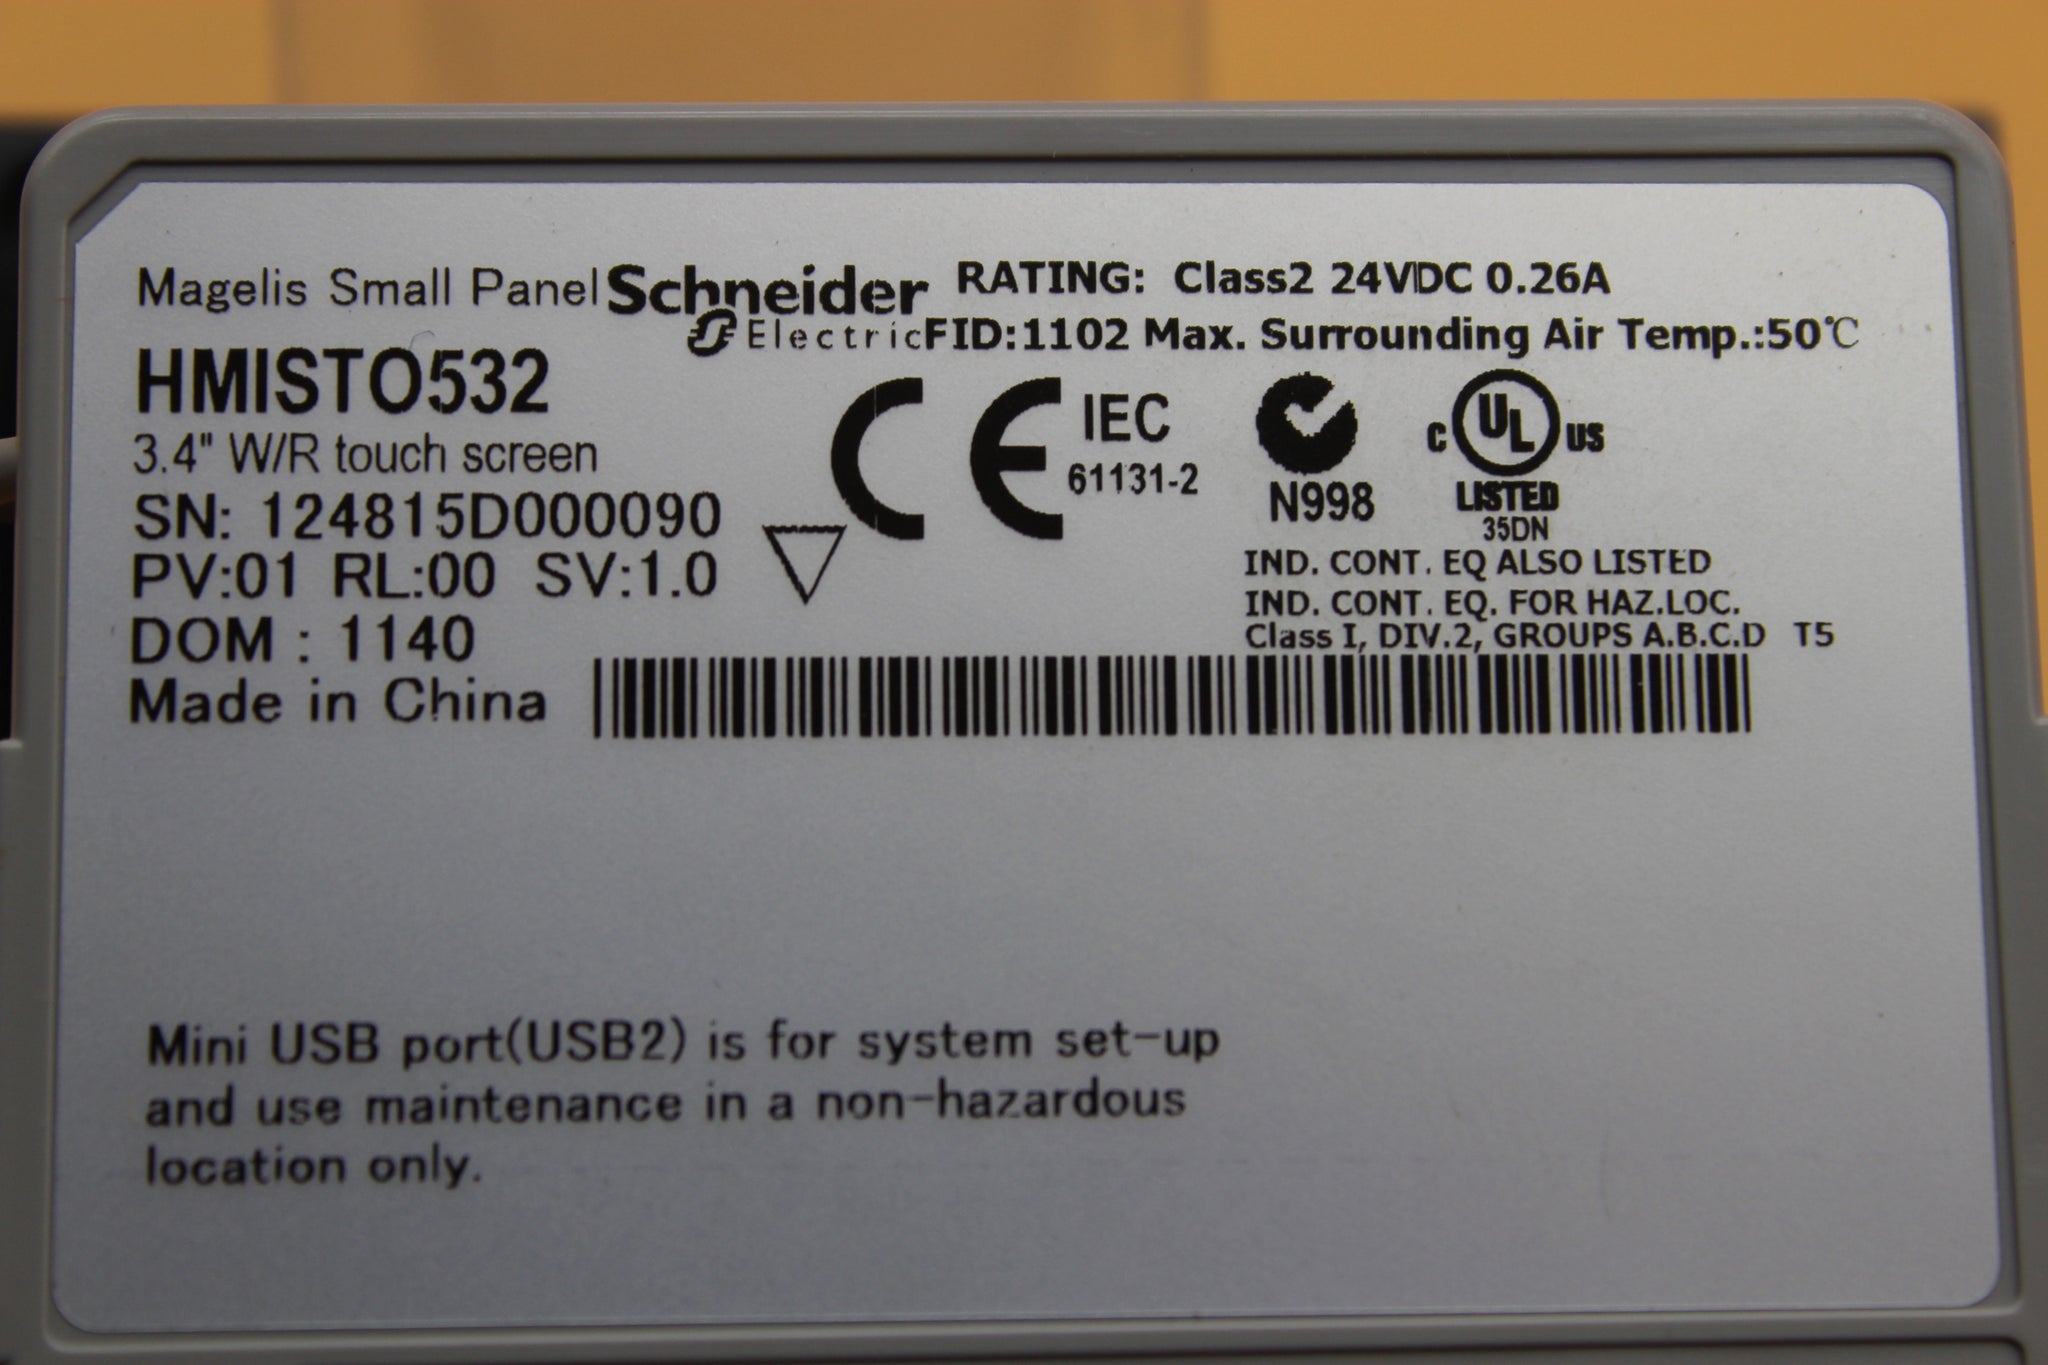 Magelis Small Panel Schneider Electric
RATING: Class2 24VDC 0.26A
FID:1102 Max. Surrounding Air Temp.:50℃
HMISTO532
3.4" W/R touch screen
SN: 124815D000090
PV:01 RL:00 SV:1.0
DOM : 1140
Made in China
CE
IEC
61131-2
N998
C UL US
LISTED
35DN
IND. CONT. EQ ALSO LISTED
IND. CONT. EQ. FOR HAZ.LOC.
Class I, DIV.2, GROUPS A.B.C.D T5
Mini USB port(USB2) is for system set-up
and use maintenance in a non-hazardous
location only.